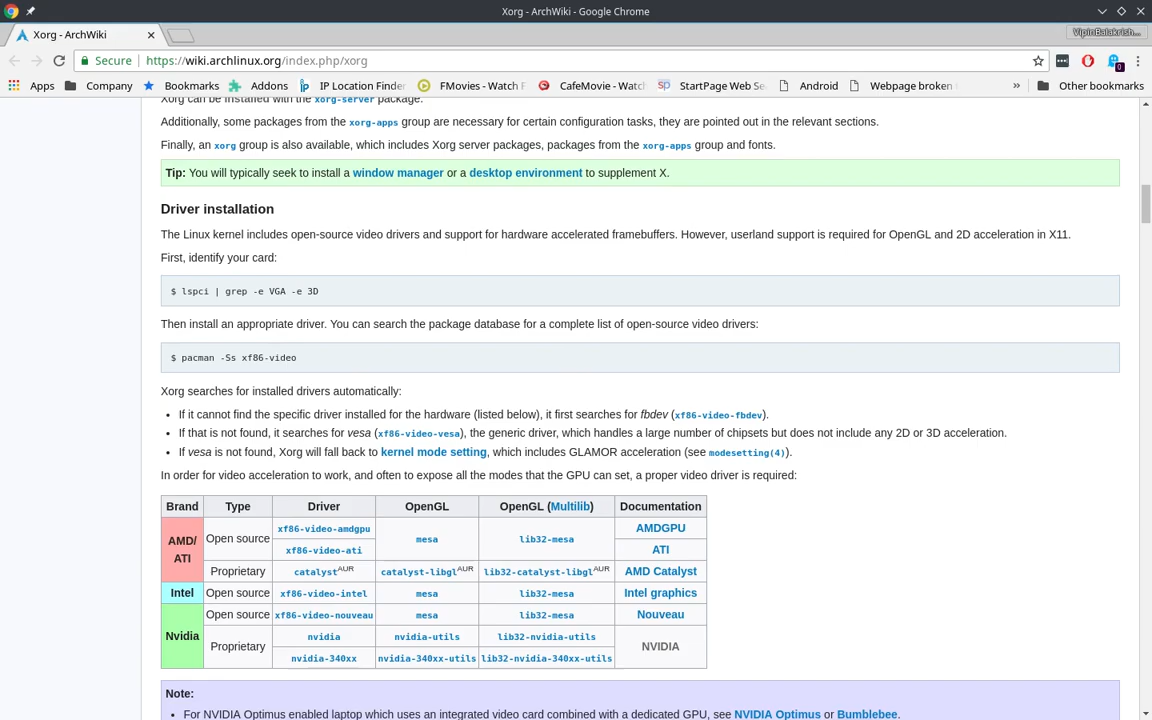 Xorg - ArchWiki - Google Chrome
Xorg - ArchWiki
VipinBalakrish...
Secure https://wiki.archlinux.org/index.php/xorg
0
Apps Company Bookmarks Addons IP Location Finder FMovies - Watch F CafeMovie - Watc StartPage Web Se Android Webpage broken » Other bookmarks
Xorg can be installed with the xorg-server package.
Additionally, some packages from the xorg-apps group are necessary for certain configuration tasks, they are pointed out in the relevant sections.
Finally, an xorg group is also available, which includes Xorg server packages, packages from the xorg-apps group and fonts.
Tip: You will typically seek to install a window manager or a desktop environment to supplement X.
Driver installation
The Linux kernel includes open-source video drivers and support for hardware accelerated framebuffers. However, userland support is required for OpenGL and 2D acceleration in X11.
First, identify your card:
$ lspci | grep -e VGA -e 3D
Then install an appropriate driver. You can search the package database for a complete list of open-source video drivers:
$ pacman -Ss xf86-video
Xorg searches for installed drivers automatically:
• If it cannot find the specific driver installed for the hardware (listed below), it first searches for fbdev (xf86-video-fbdev).
• If that is not found, it searches for vesa (xf86-video-vesa), the generic driver, which handles a large number of chipsets but does not include any 2D or 3D acceleration.
• If vesa is not found, Xorg will fall back to kernel mode setting, which includes GLAMOR acceleration (see modesetting(4)).
In order for video acceleration to work, and often to expose all the modes that the GPU can set, a proper video driver is required:
Brand Type Driver OpenGL OpenGL (Multilib) Documentation
AMD/ATI Open source xf86-video-amdgpu mesa lib32-mesa AMDGPU
xf86-video-ati ATI
Proprietary catalystAUR catalyst-libglAUR lib32-catalyst-libglAUR AMD Catalyst
Intel Open source xf86-video-intel mesa lib32-mesa Intel graphics
Nvidia Open source xf86-video-nouveau mesa lib32-mesa Nouveau
Proprietary nvidia nvidia-utils lib32-nvidia-utils NVIDIA
nvidia-340xx nvidia-340xx-utils lib32-nvidia-340xx-utils
Note:
• For NVIDIA Optimus enabled laptop which uses an integrated video card combined with a dedicated GPU, see NVIDIA Optimus or Bumblebee.